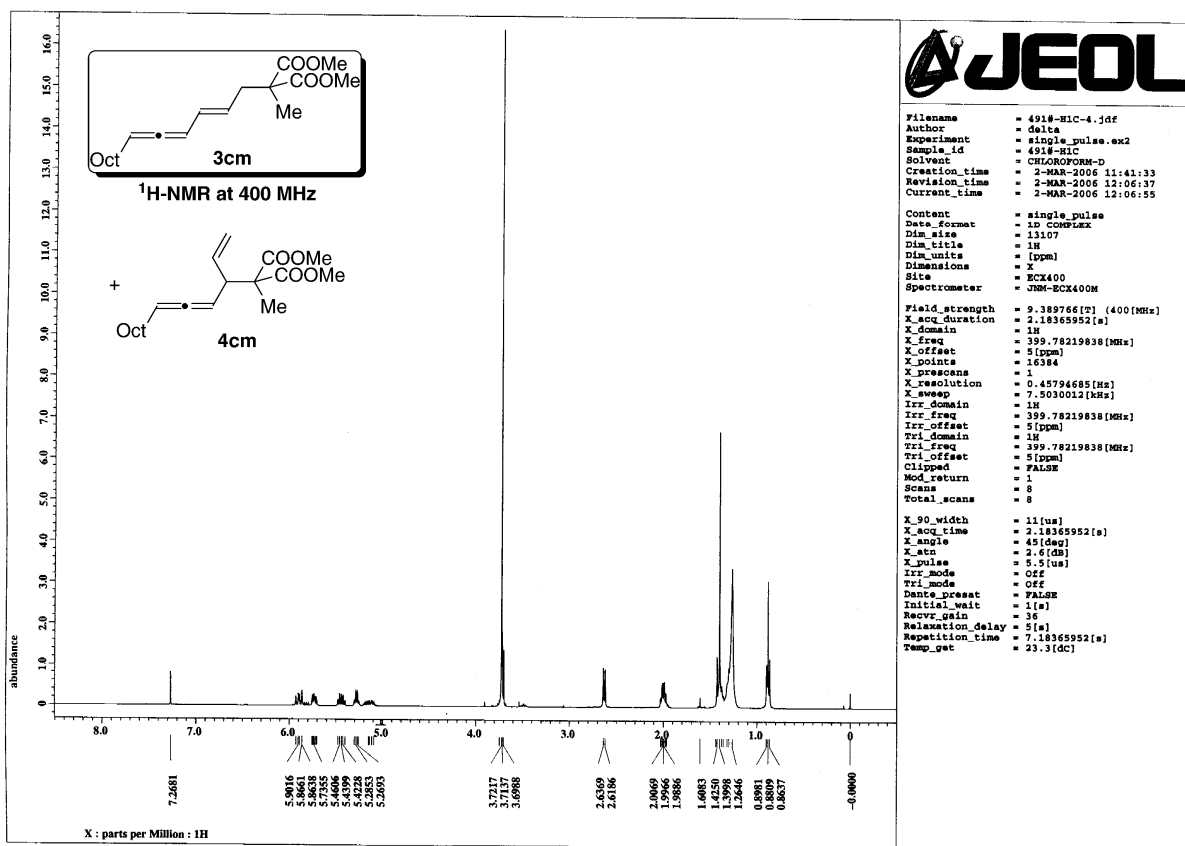 COOMe
COOMe
Me
Oct
3cm
1H-NMR at 400 MHz
COOMe
COOMe
+
Me
Oct
4cm
abundance
16.0
15.0
14.0
13.0
12.0
11.0
10.0
9.0
8.0
7.0
6.0
5.0
4.0
3.0
2.0
1.0
0
8.0 7.0 6.0 5.0 4.0 3.0 2.0 1.0 0
7.2681
5.9016
5.8661
5.8638
5.7355
5.4606
5.4399
5.4228
5.2853
5.2693
3.7217
3.7137
3.6988
2.6369
2.6186
2.0069
1.9966
1.9886
1.6083
1.4250
1.3998
1.2646
0.8981
0.8809
0.8637
-0.0000
X : parts per Million : 1H
JEOL
Filename = 491#-H1C-4.jdf
Author = delta
Experiment = single_pulse.ex2
Sample_id = 491#-H1C
Solvent = CHLOROFORM-D
Creation_time = 2-MAR-2006 11:41:33
Revision_time = 2-MAR-2006 12:06:37
Current_time = 2-MAR-2006 12:06:55
Content = single_pulse
Data_format = 1D COMPLEX
Dim_size = 13107
Dim_title = 1H
Dim_units = [ppm]
Dimensions = X
Site = ECX400
Spectrometer = JNM-ECX400M
Field_strength = 9.389766[T] (400[MHz]
X_acq_duration = 2.18365952[s]
X_domain = 1H
X_freq = 399.78219838[MHz]
X_offset = 5[ppm]
X_points = 16384
X_prescans = 1
X_resolution = 0.45794685[Hz]
X_sweep = 7.5030012[kHz]
Irr_domain = 1H
Irr_freq = 399.78219838[MHz]
Irr_offset = 5[ppm]
Tri_domain = 1H
Tri_freq = 399.78219838[MHz]
Tri_offset = 5[ppm]
Clipped = FALSE
Mod_return = 1
Scans = 8
Total_scans = 8
X_90_width = 11[us]
X_acq_time = 2.18365952[s]
X_angle = 45[deg]
X_atn = 2.6[dB]
X_pulse = 5.5[us]
Irr_mode = Off
Tri_mode = Off
Dante_presat = FALSE
Initial_wait = 1[s]
Recvr_gain = 36
Relaxation_delay = 5[s]
Repetition_time = 7.18365952[s]
Temp_get = 23.3[dC]